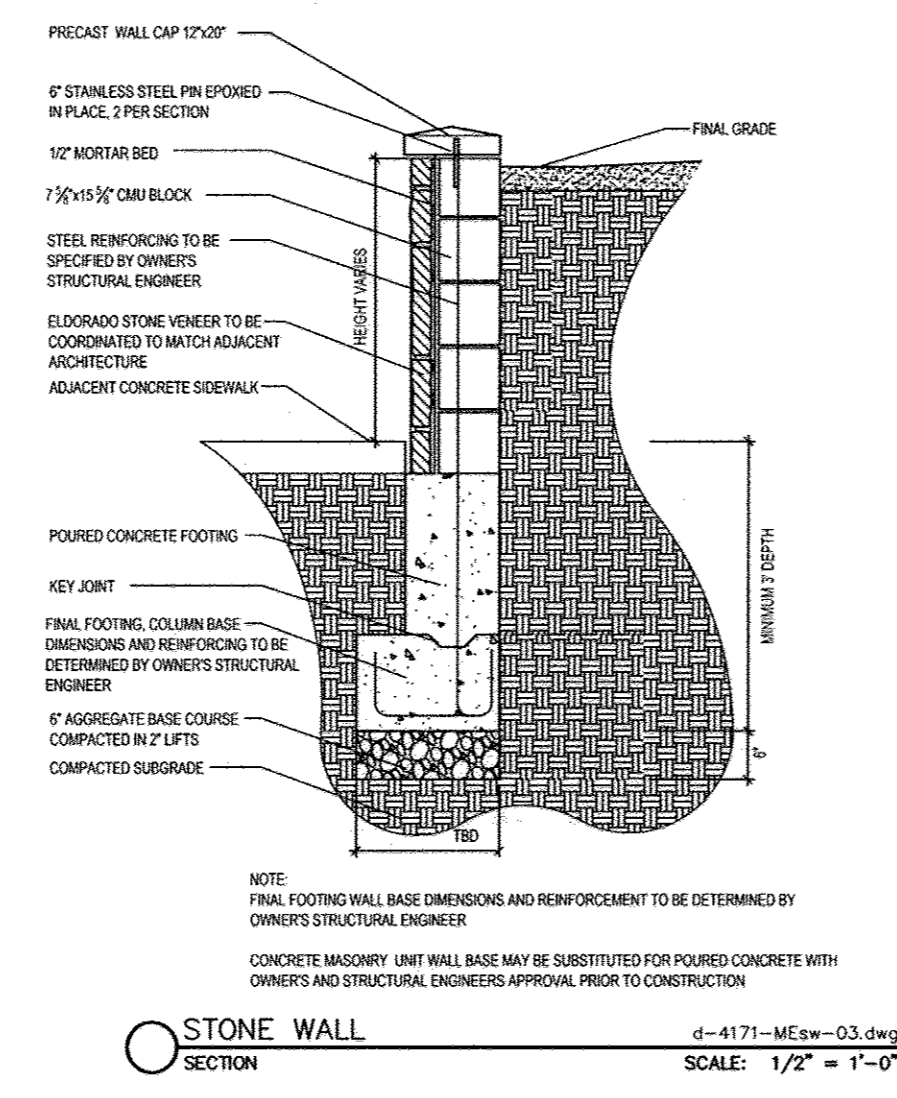 PRECAST WALL CAP 12"x20"
6" STAINLESS STEEL PIN EPOXIED
IN PLACE, 2 PER SECTION
FINAL GRADE
1/2" MORTAR BED
7 5/8"x15 5/8" CMU BLOCK
STEEL REINFORCING TO BE
SPECIFIED BY OWNER'S
STRUCTURAL ENGINEER
HEIGHT VARIES
ELDORADO STONE VENEER TO BE
COORDINATED TO MATCH ADJACENT
ARCHITECTURE
ADJACENT CONCRETE SIDEWALK
POURED CONCRETE FOOTING
MINIMUM 3' DEPTH
KEY JOINT
FINAL FOOTING, COLUMN BASE
DIMENSIONS AND REINFORCING TO BE
DETERMINED BY OWNER'S STRUCTURAL
ENGINEER
6" AGGREGATE BASE COURSE
COMPACTED IN 2" LIFTS
6"
COMPACTED SUBGRADE
TBD
NOTE:
FINAL FOOTING WALL BASE DIMENSIONS AND REINFORCEMENT TO BE DETERMINED BY
OWNER'S STRUCTURAL ENGINEER
CONCRETE MASONRY UNIT WALL BASE MAY BE SUBSTITUTED FOR POURED CONCRETE WITH
OWNER'S AND STRUCTURAL ENGINEERS APPROVAL PRIOR TO CONSTRUCTION
STONE WALL
d-4171-MEsw-03.dwg
SECTION
SCALE: 1/2" = 1'-0"